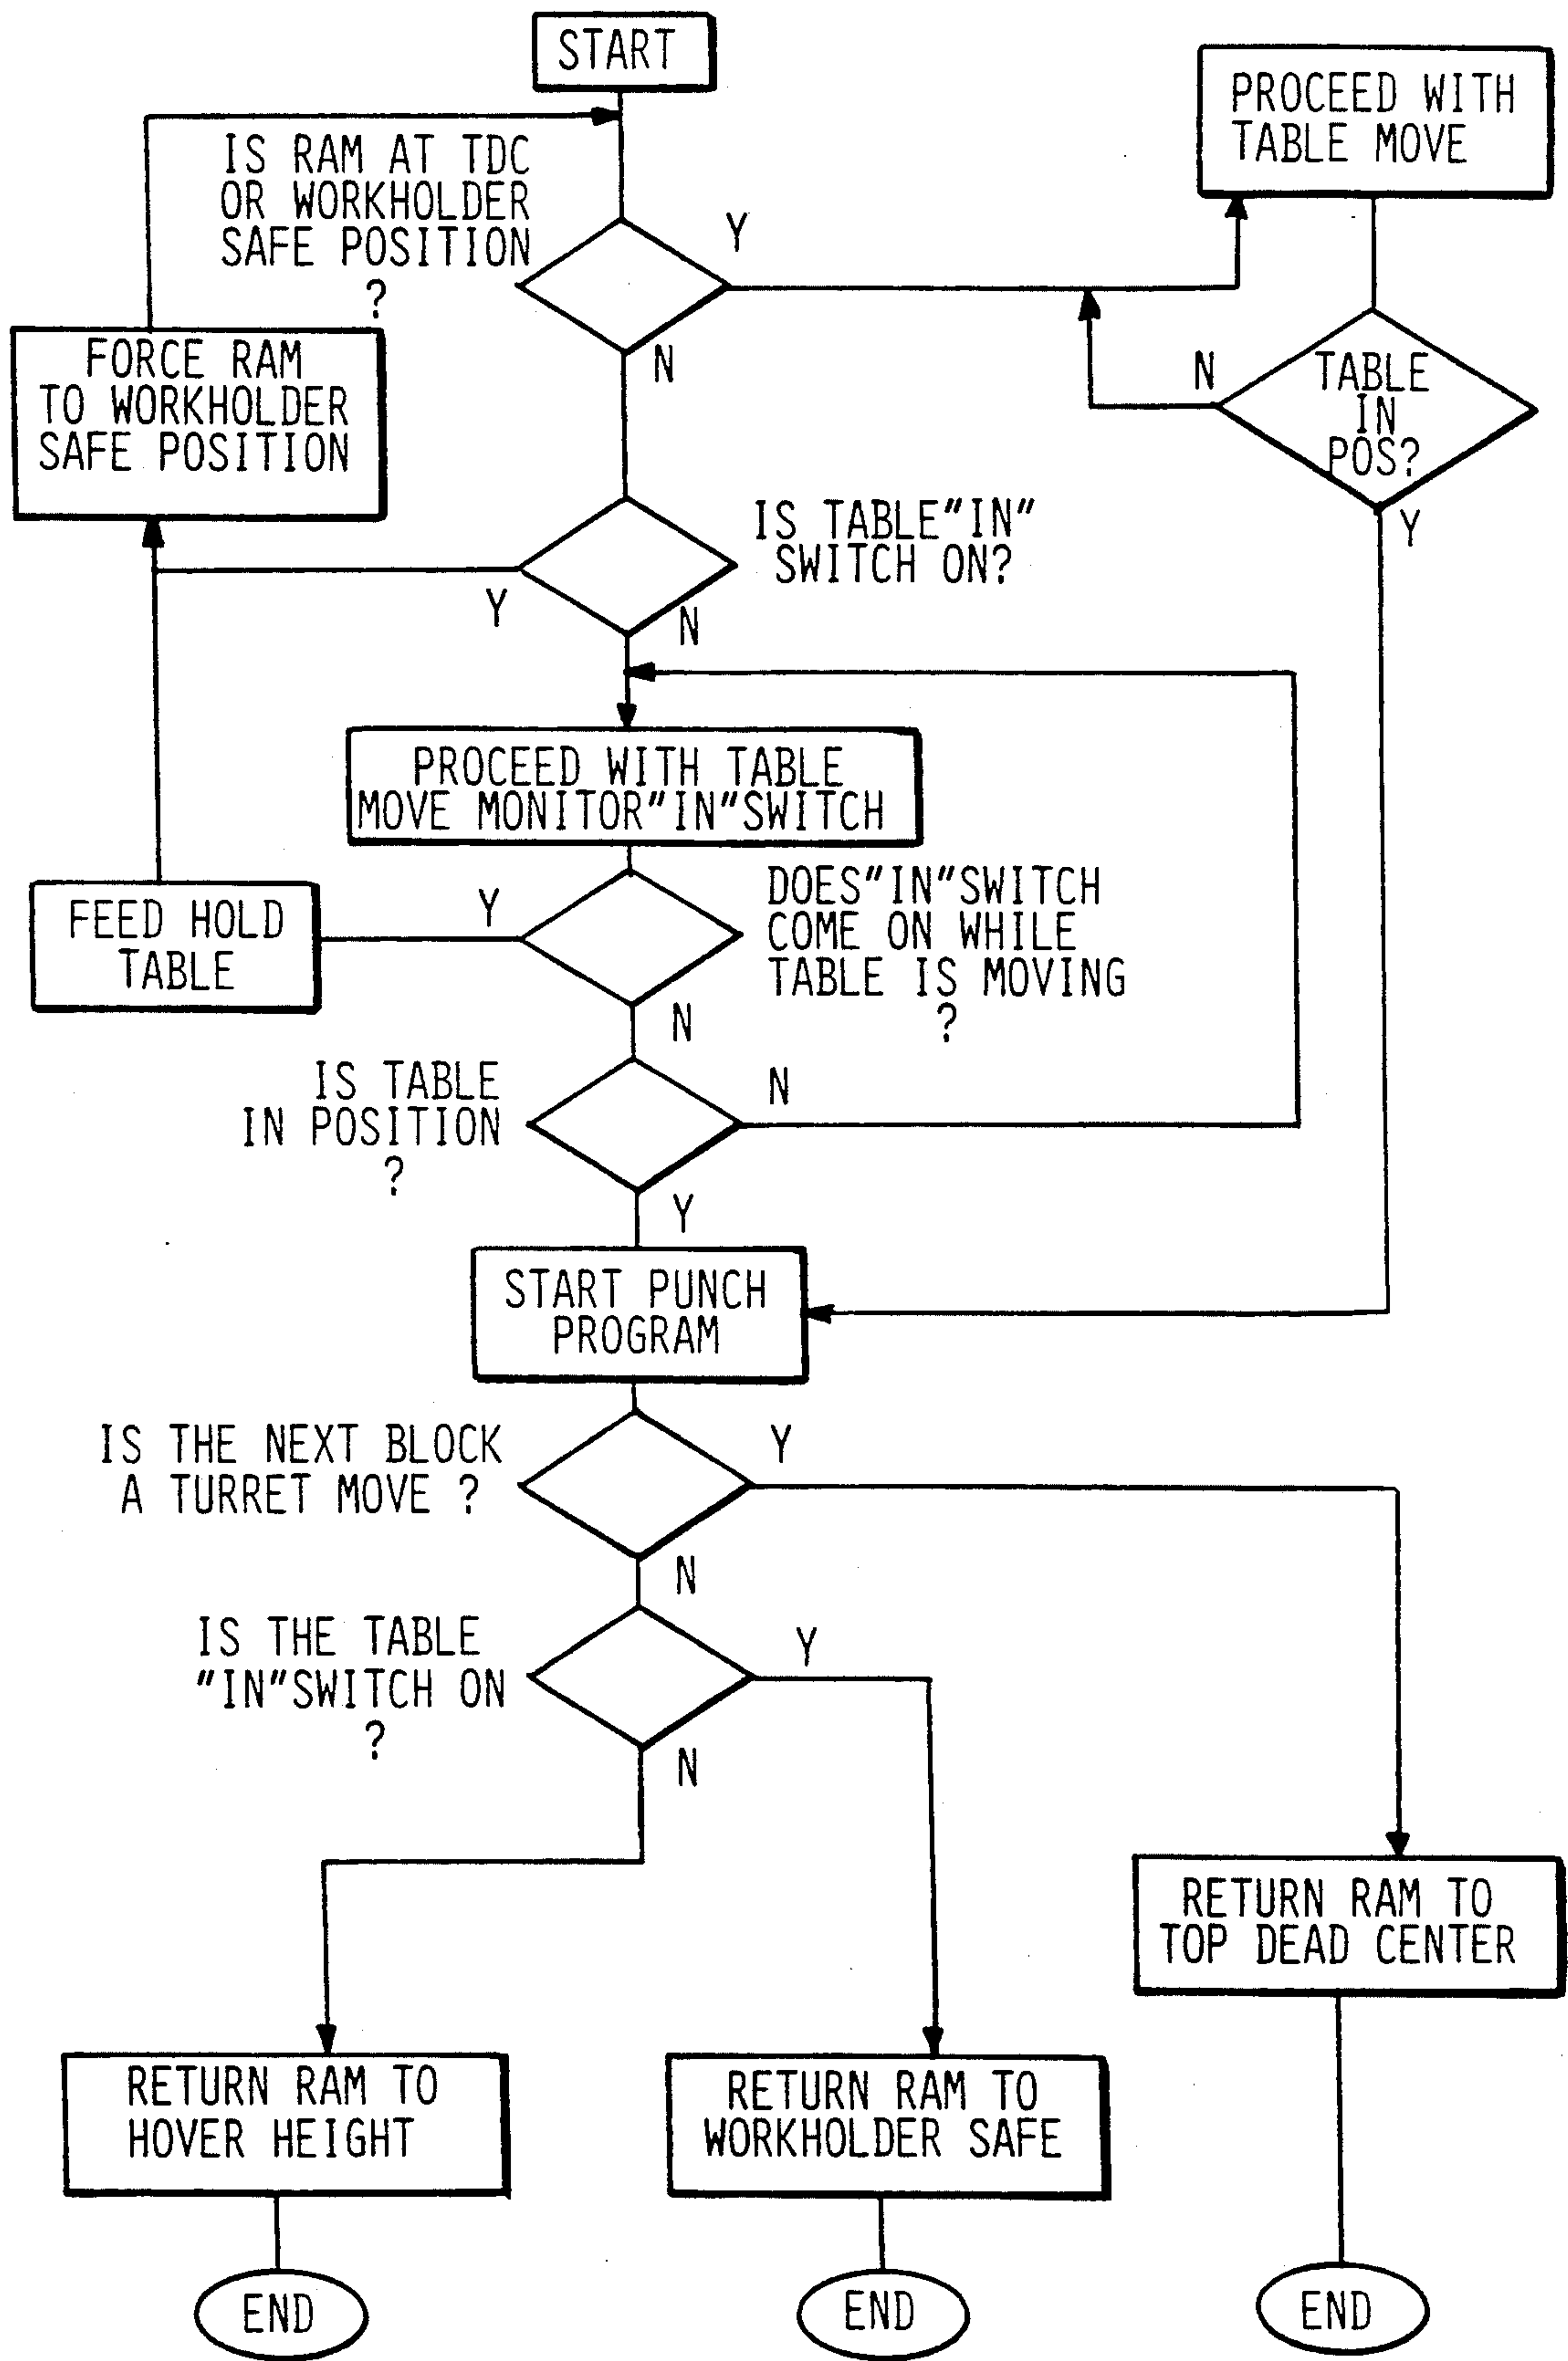 START
PROCEED WITH
TABLE MOVE
IS RAM AT TDC
OR WORKHOLDER
SAFE POSITION
?
Y
N
FORCE RAM
TO WORKHOLDER
SAFE POSITION
N
TABLE
IN
POS?
Y
IS TABLE"IN"
SWITCH ON?
Y
N
PROCEED WITH TABLE
MOVE MONITOR"IN"SWITCH
FEED HOLD
TABLE
Y
DOES"IN"SWITCH
COME ON WHILE
TABLE IS MOVING
?
N
IS TABLE
IN POSITION
?
N
Y
START PUNCH
PROGRAM
IS THE NEXT BLOCK
A TURRET MOVE ?
Y
N
IS THE TABLE
"IN"SWITCH ON
?
Y
N
RETURN RAM TO
TOP DEAD CENTER
RETURN RAM TO
HOVER HEIGHT
RETURN RAM TO
WORKHOLDER SAFE
END
END
END